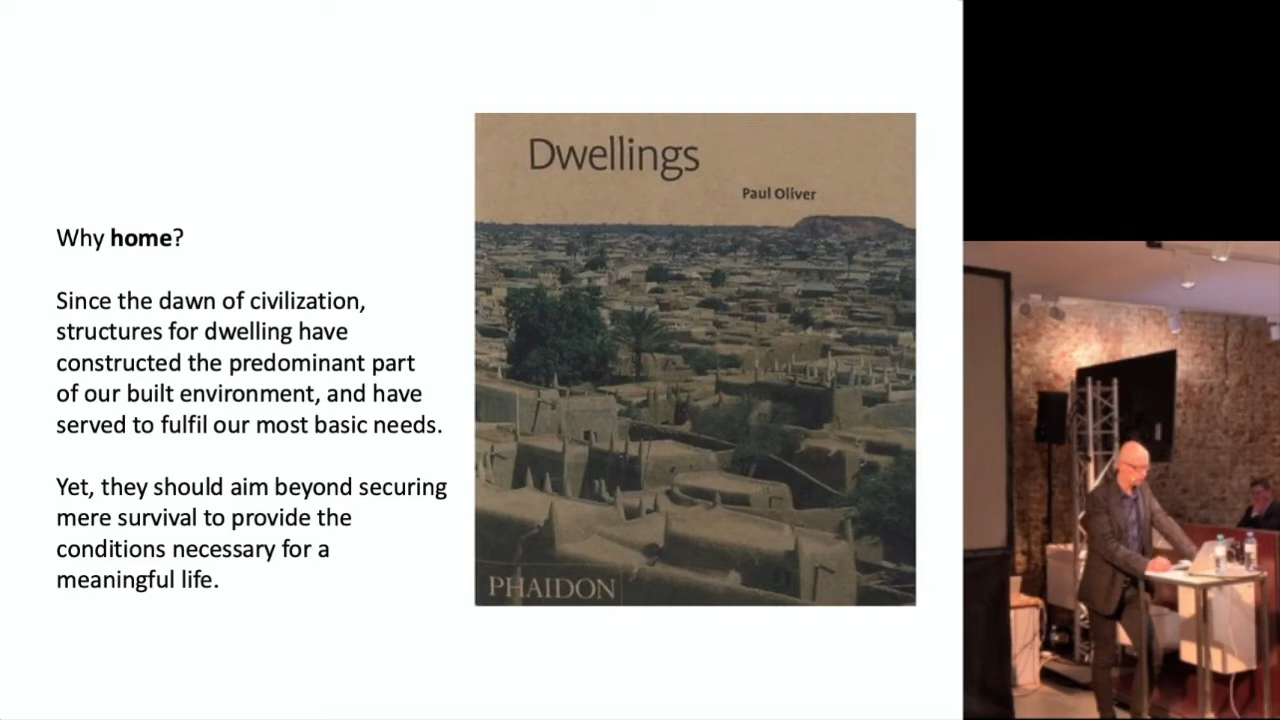 Why home?
Since the dawn of civilization,
structures for dwelling have
constructed the predominant part
of our built environment, and have
served to fulfil our most basic needs.
Yet, they should aim beyond securing
mere survival to provide the
conditions necessary for a
meaningful life.
Dwellings
Paul Oliver
PHAIDON